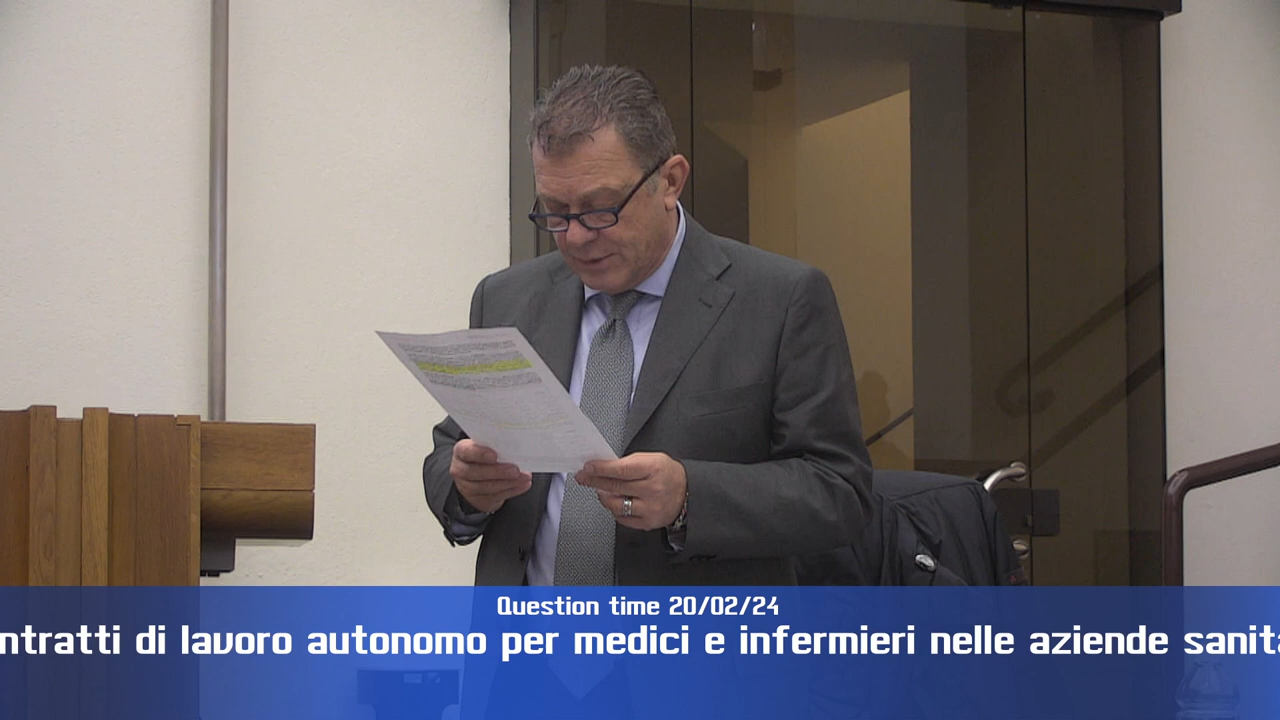 Question time 20/02/24
ntratti di lavoro autonomo per medici e infermieri nelle aziende sanita